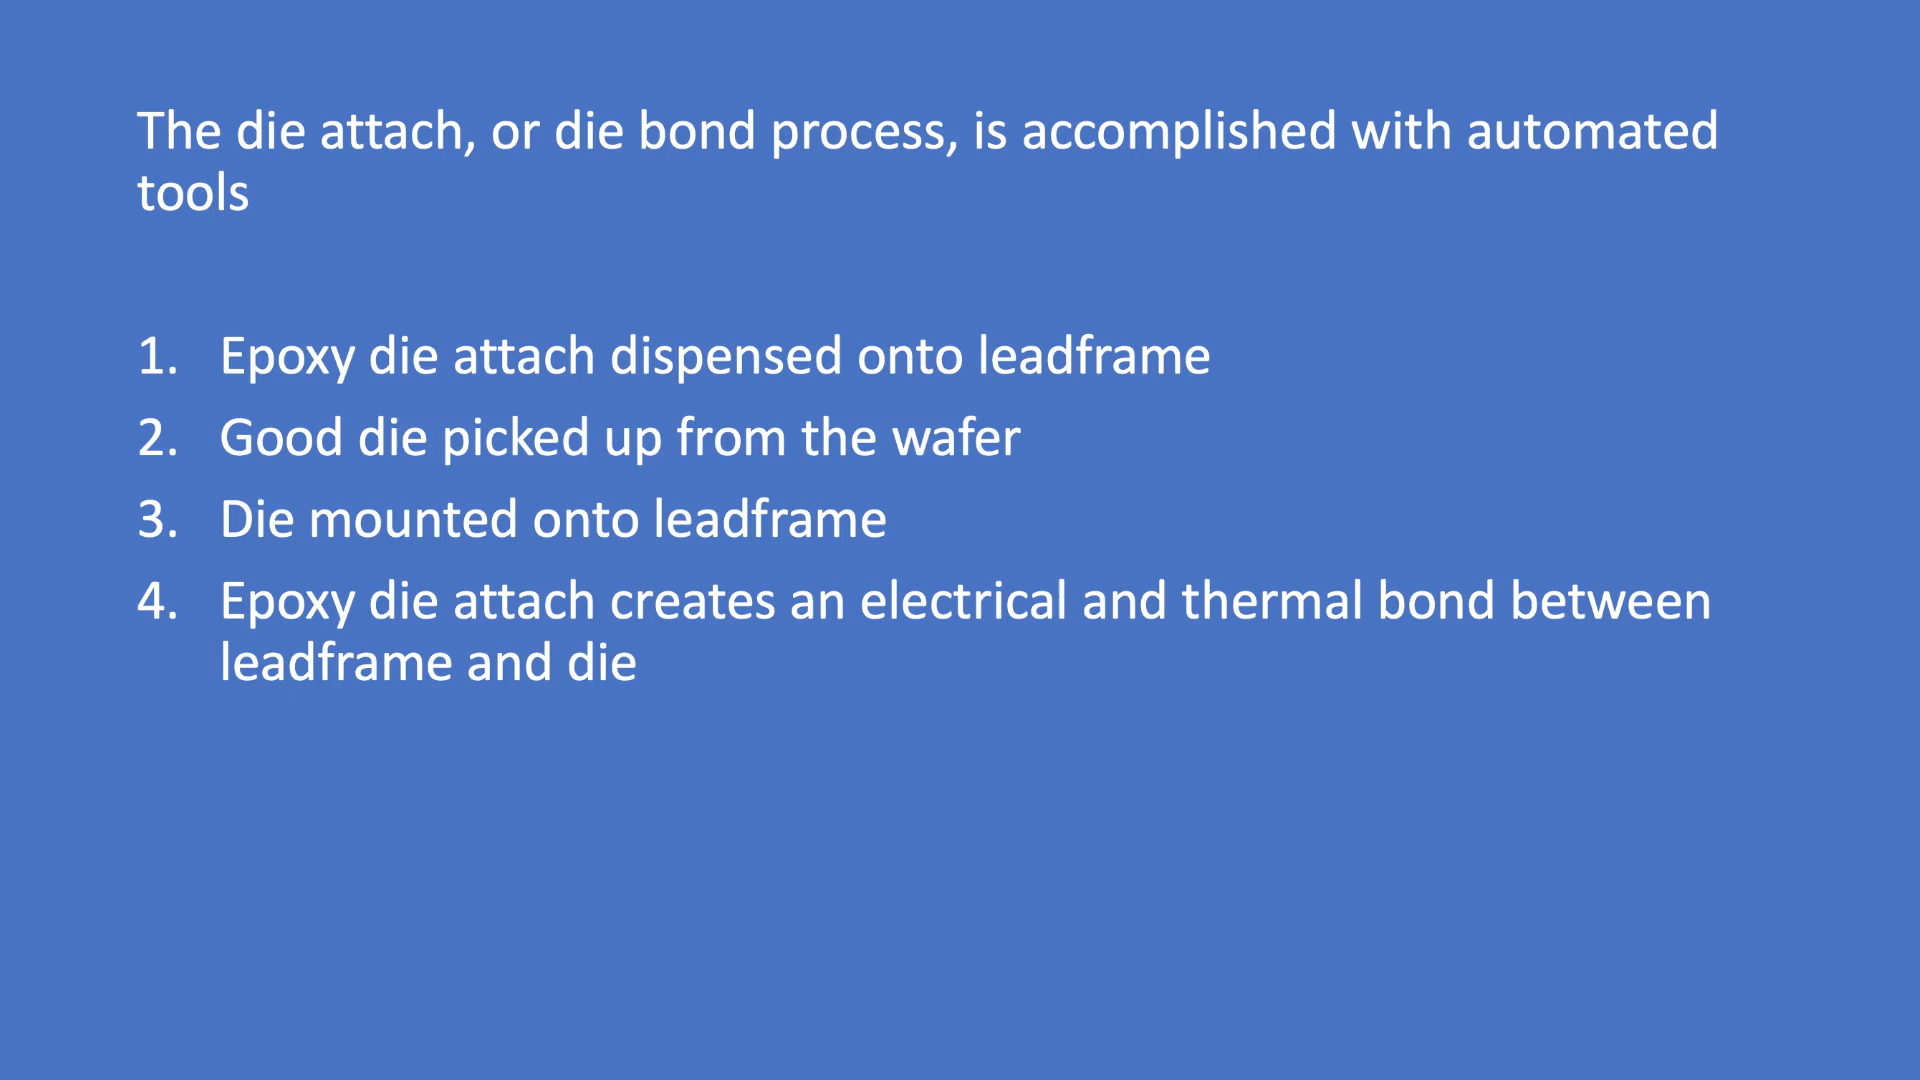 The die attach, or die bond process, is accomplished with automated
tools
1. Epoxy die attach dispensed onto leadframe
2. Good die picked up from the wafer
3. Die mounted onto leadframe
4. Epoxy die attach creates an electrical and thermal bond between
leadframe and die